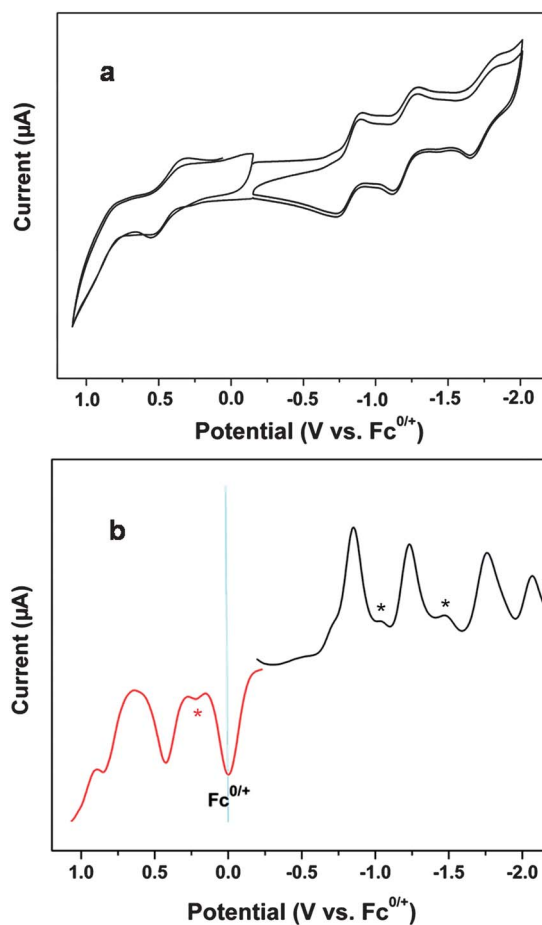 a
Current (μA)
1.0 0.5 0.0 -0.5 -1.0 -1.5 -2.0
Potential (V vs. Fc0/+)
b
Current (μA)
*
*
*
Fc0/+
1.0 0.5 0.0 -0.5 -1.0 -1.5 -2.0
Potential (V vs. Fc0/+)